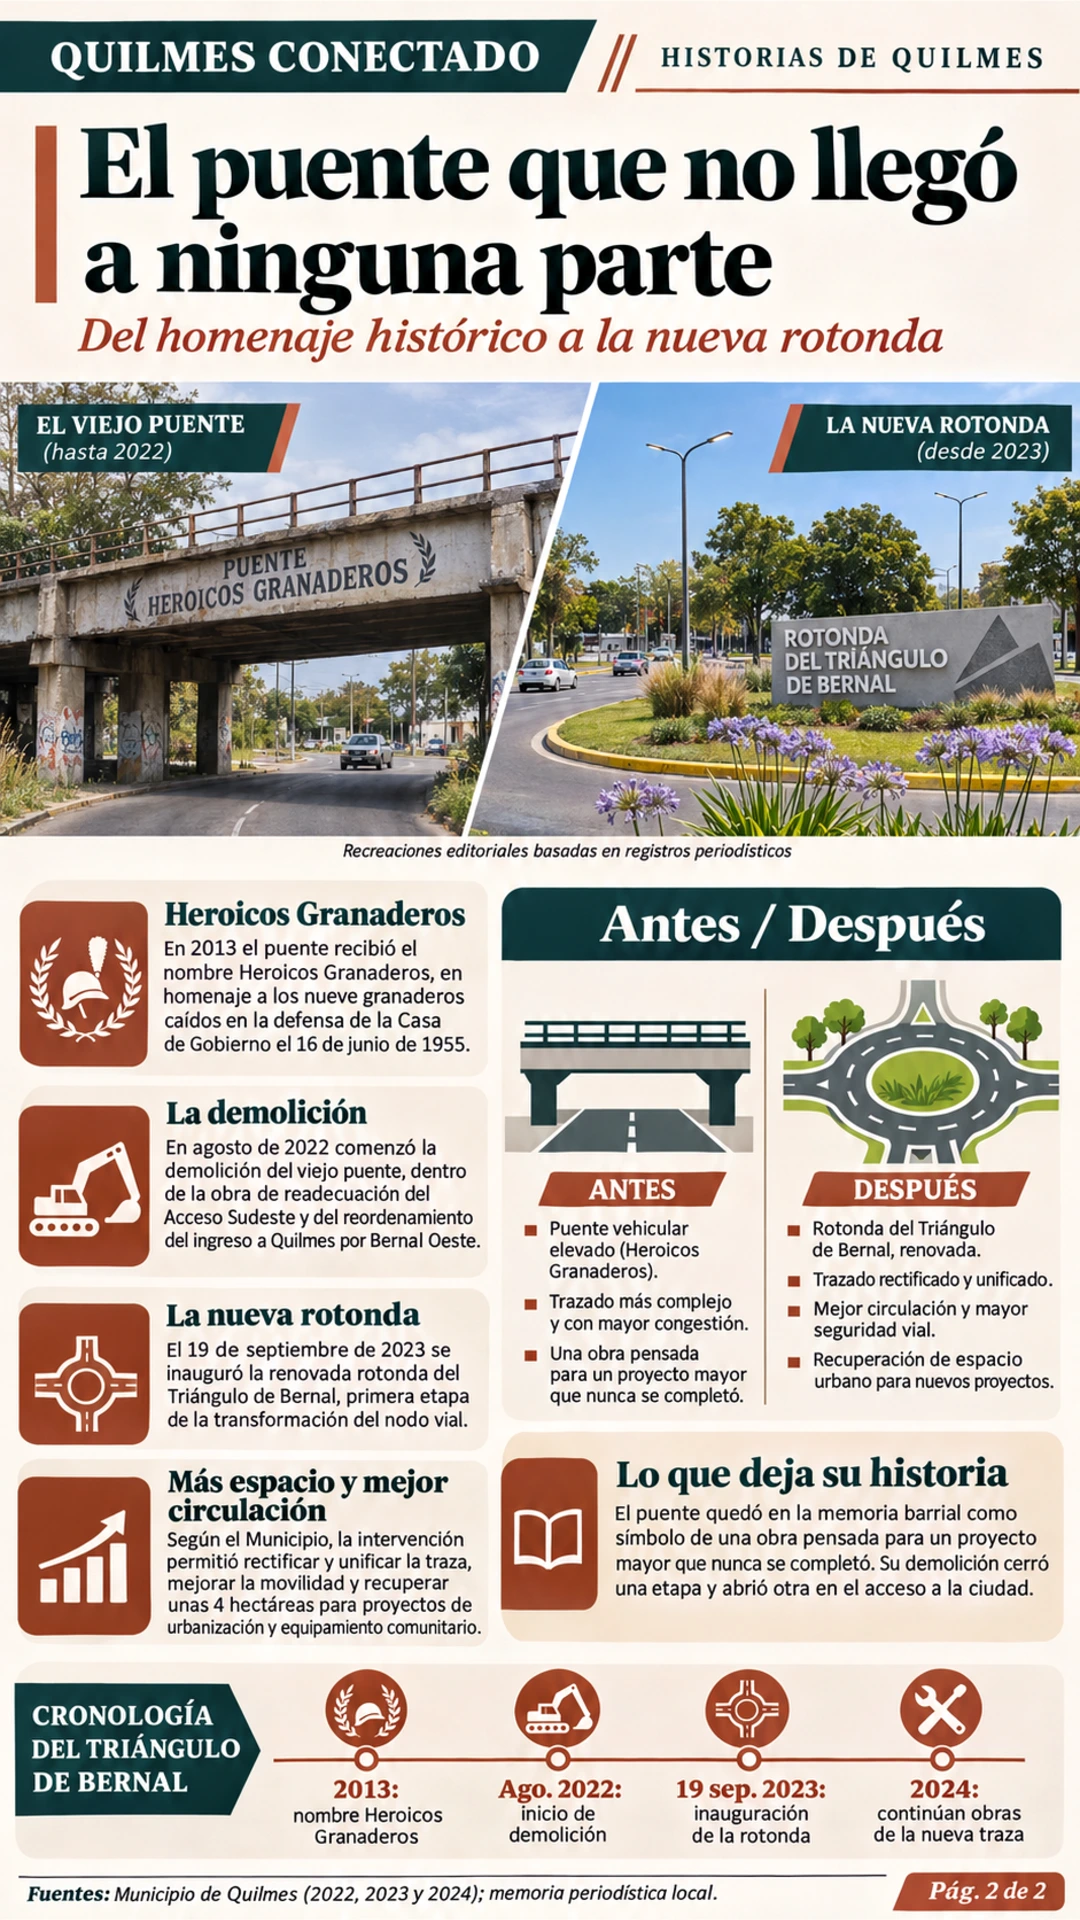 QUILMES CONECTADO
HISTORIAS DE QUILMES
El puente que no llegó
a ninguna parte
Del homenaje histórico a la nueva rotonda
EL VIEJO PUENTE
(hasta 2022)
LA NUEVA ROTONDA
(desde 2023)
PUENTE
HEROICOS GRANADEROS
ROTONDA
DEL TRIÁNGULO
DE BERNAL
Recreaciones editoriales basadas en registros periodísticos
Heroicos Granaderos
En 2013 el puente recibió el
nombre Heroicos Granaderos, en
homenaje a los nueve granaderos
caídos en la defensa de la Casa
de Gobierno el 16 de junio de 1955.
La demolición
En agosto de 2022 comenzó la
demolición del viejo puente, dentro
de la obra de readecuación del
Acceso Sudeste y del reordenamiento
del ingreso a Quilmes por Bernal Oeste.
La nueva rotonda
El 19 de septiembre de 2023 se
inauguró la renovada rotonda del
Triángulo de Bernal, primera etapa
de la transformación del nodo vial.
Más espacio y mejor
circulación
Según el Municipio, la intervención
permitió rectificar y unificar la traza,
mejorar la movilidad y recuperar
unas 4 hectáreas para proyectos de
urbanización y equipamiento comunitario.
Antes / Después
ANTES
Puente vehicular
elevado (Heroicos
Granaderos).
Trazado más complejo
y con mayor congestión.
Una obra pensada
para un proyecto mayor
que nunca se completó.
DESPUÉS
Rotonda del Triángulo
de Bernal, renovada.
Trazado rectificado y unificado.
Mejor circulación y mayor
seguridad vial.
Recuperación de espacio
urbano para nuevos proyectos.
Lo que deja su historia
El puente quedó en la memoria barrial como
símbolo de una obra pensada para un proyecto
mayor que nunca se completó. Su demolición cerró
una etapa y abrió otra en el acceso a la ciudad.
CRONOLOGÍA
DEL TRIÁNGULO
DE BERNAL
2013:
nombre Heroicos
Granaderos
Ago. 2022:
inicio de
demolición
19 sep. 2023:
inauguración
de la rotonda
2024:
continúan obras
de la nueva traza
Fuentes: Municipio de Quilmes (2022, 2023 y 2024); memoria periodística local.
Pág. 2 de 2